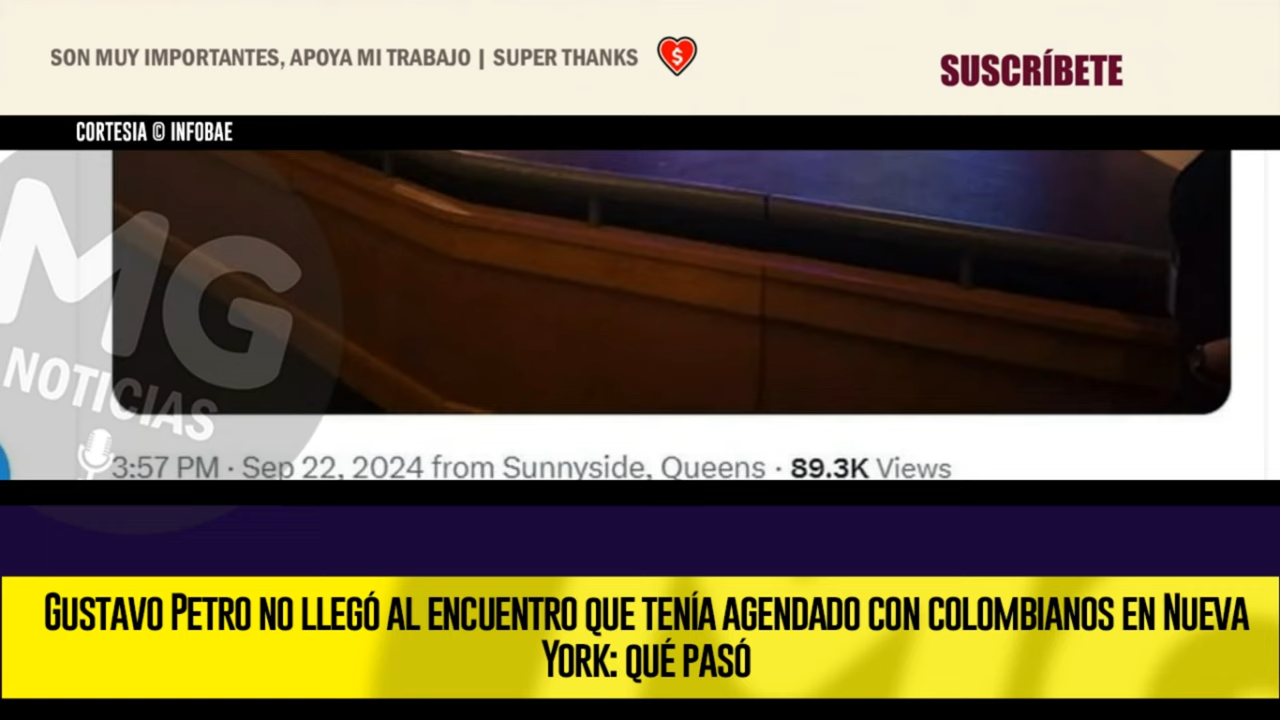 SON MUY IMPORTANTES, APOYA MI TRABAJO | SUPER THANKS
$
SUSCRÍBETE
CORTESIA © INFOBAE
MG
NOTICIAS
3:57 PM · Sep 22, 2024 from Sunnyside, Queens · 89.3K Views
GUSTAVO PETRO NO LLEGÓ AL ENCUENTRO QUE TENÍA AGENDADO CON COLOMBIANOS EN NUEVA
YORK: QUÉ PASÓ